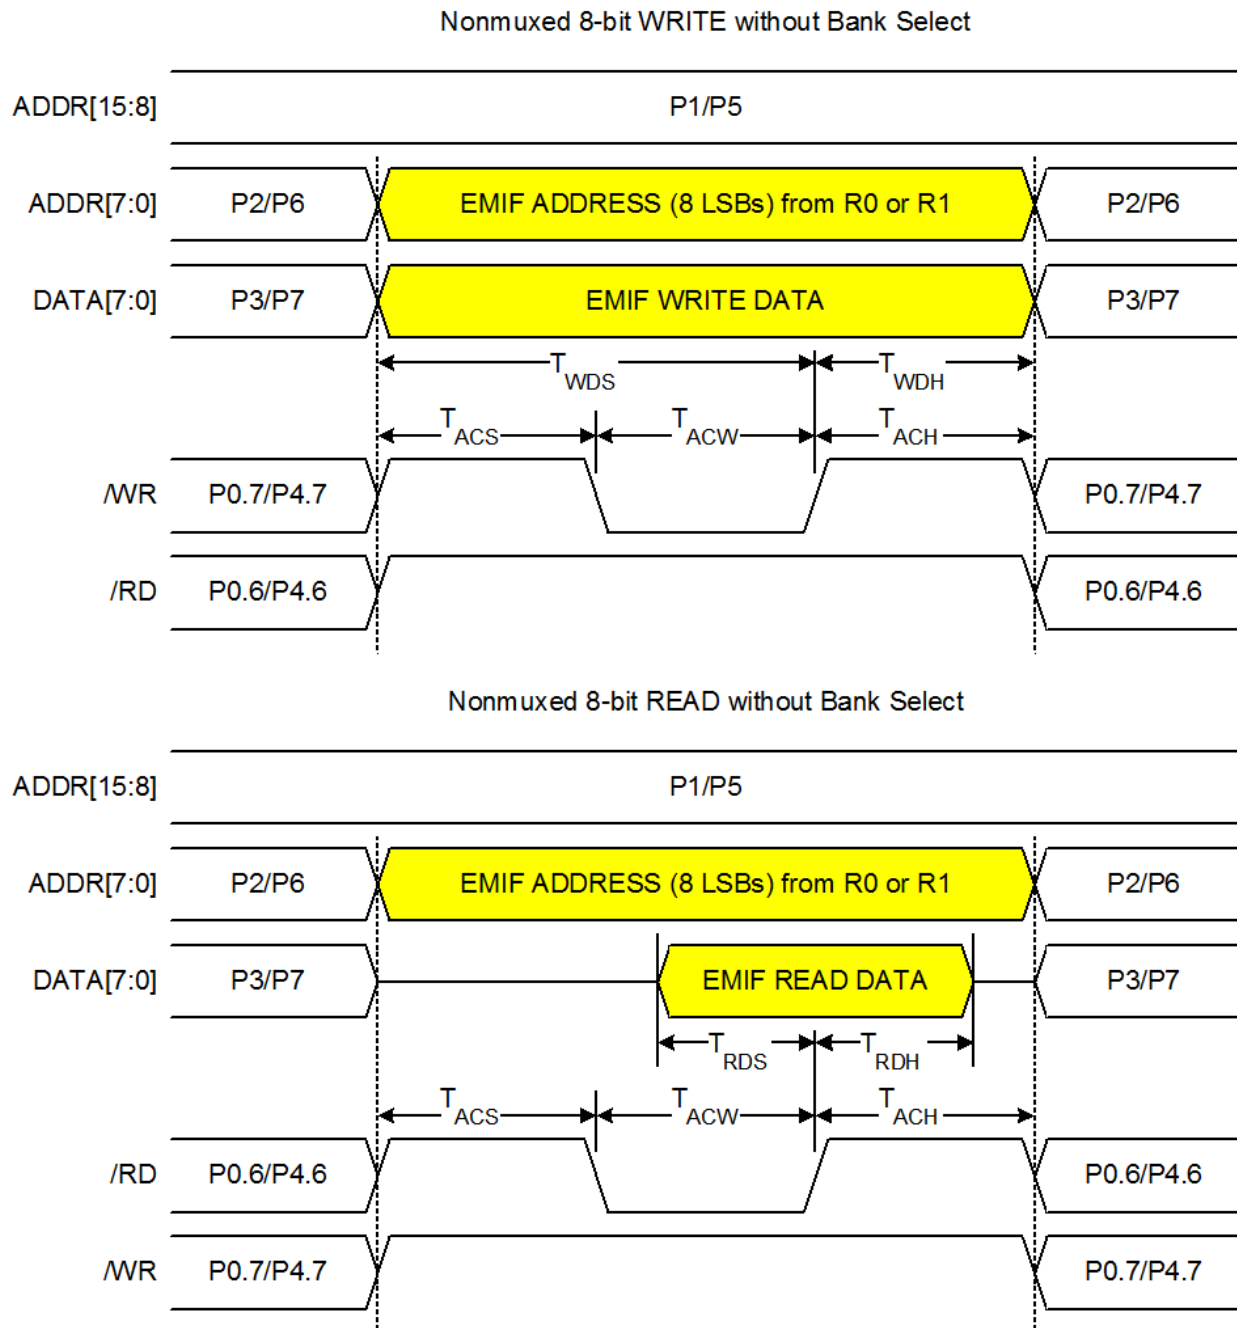 Nonmuxed 8-bit WRITE without Bank Select
ADDR[15:8] P1/P5
ADDR[7:0] P2/P6 EMIF ADDRESS (8 LSBs) from R0 or R1 P2/P6
DATA[7:0] P3/P7 EMIF WRITE DATA P3/P7
TWDS TWDH
TACS TACW TACH
/WR P0.7/P4.7 P0.7/P4.7
/RD P0.6/P4.6 P0.6/P4.6
Nonmuxed 8-bit READ without Bank Select
ADDR[15:8] P1/P5
ADDR[7:0] P2/P6 EMIF ADDRESS (8 LSBs) from R0 or R1 P2/P6
DATA[7:0] P3/P7 EMIF READ DATA P3/P7
TRDS TRDH
TACS TACW TACH
/RD P0.6/P4.6 P0.6/P4.6
/WR P0.7/P4.7 P0.7/P4.7